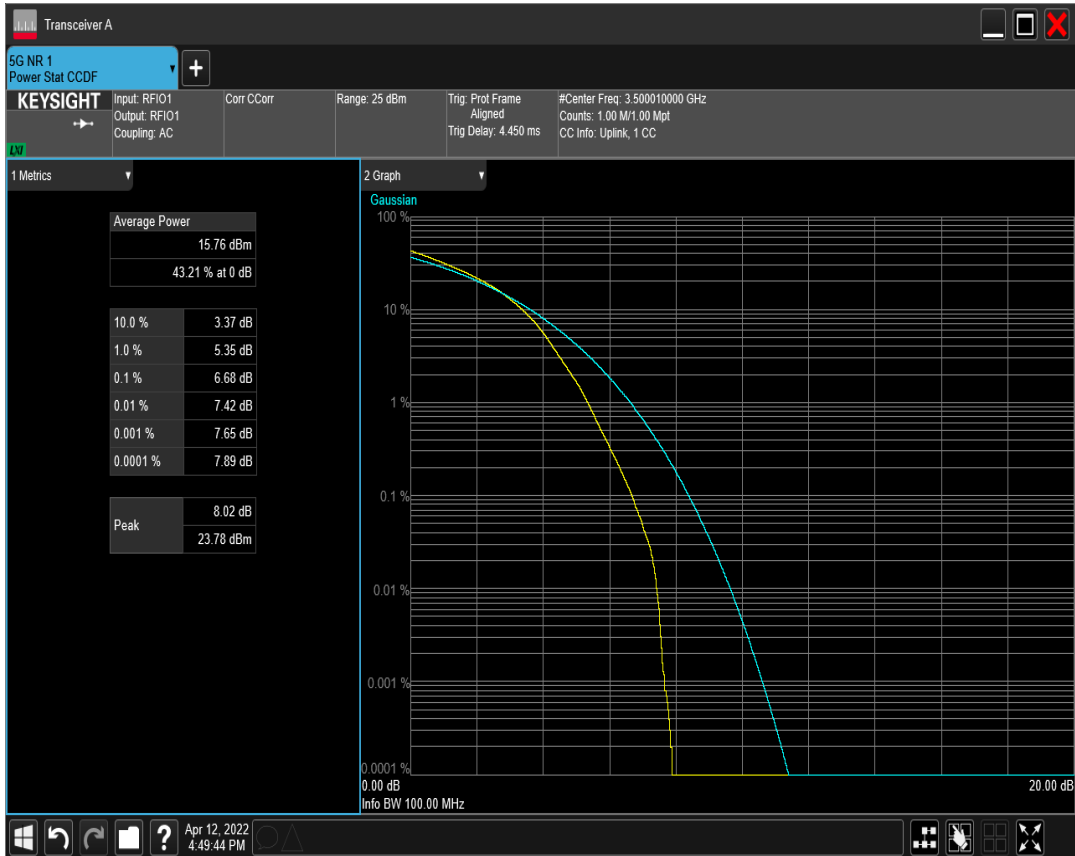 Transceiver A
5G NR 1
Power Stat CCDF
KEYSIGHT
LXI
Input: RFIO1
Output: RFIO1
Coupling: AC
Corr CCorr
Range: 25 dBm
Trig: Prot Frame
Aligned
Trig Delay: 4.450 ms
#Center Freq: 3.500010000 GHz
Counts: 1.00 M/1.00 Mpt
CC Info: Uplink, 1 CC
1 Metrics
Average Power
15.76 dBm
43.21 % at 0 dB
10.0 % 3.37 dB
1.0 % 5.35 dB
0.1 % 6.68 dB
0.01 % 7.42 dB
0.001 % 7.65 dB
0.0001 % 7.89 dB
Peak
8.02 dB
23.78 dBm
2 Graph
Gaussian
100 %
10 %
1 %
0.1 %
0.01 %
0.001 %
0.0001 %
0.00 dB 20.00 dB
Info BW 100.00 MHz
?
Apr 12, 2022
4:49:44 PM